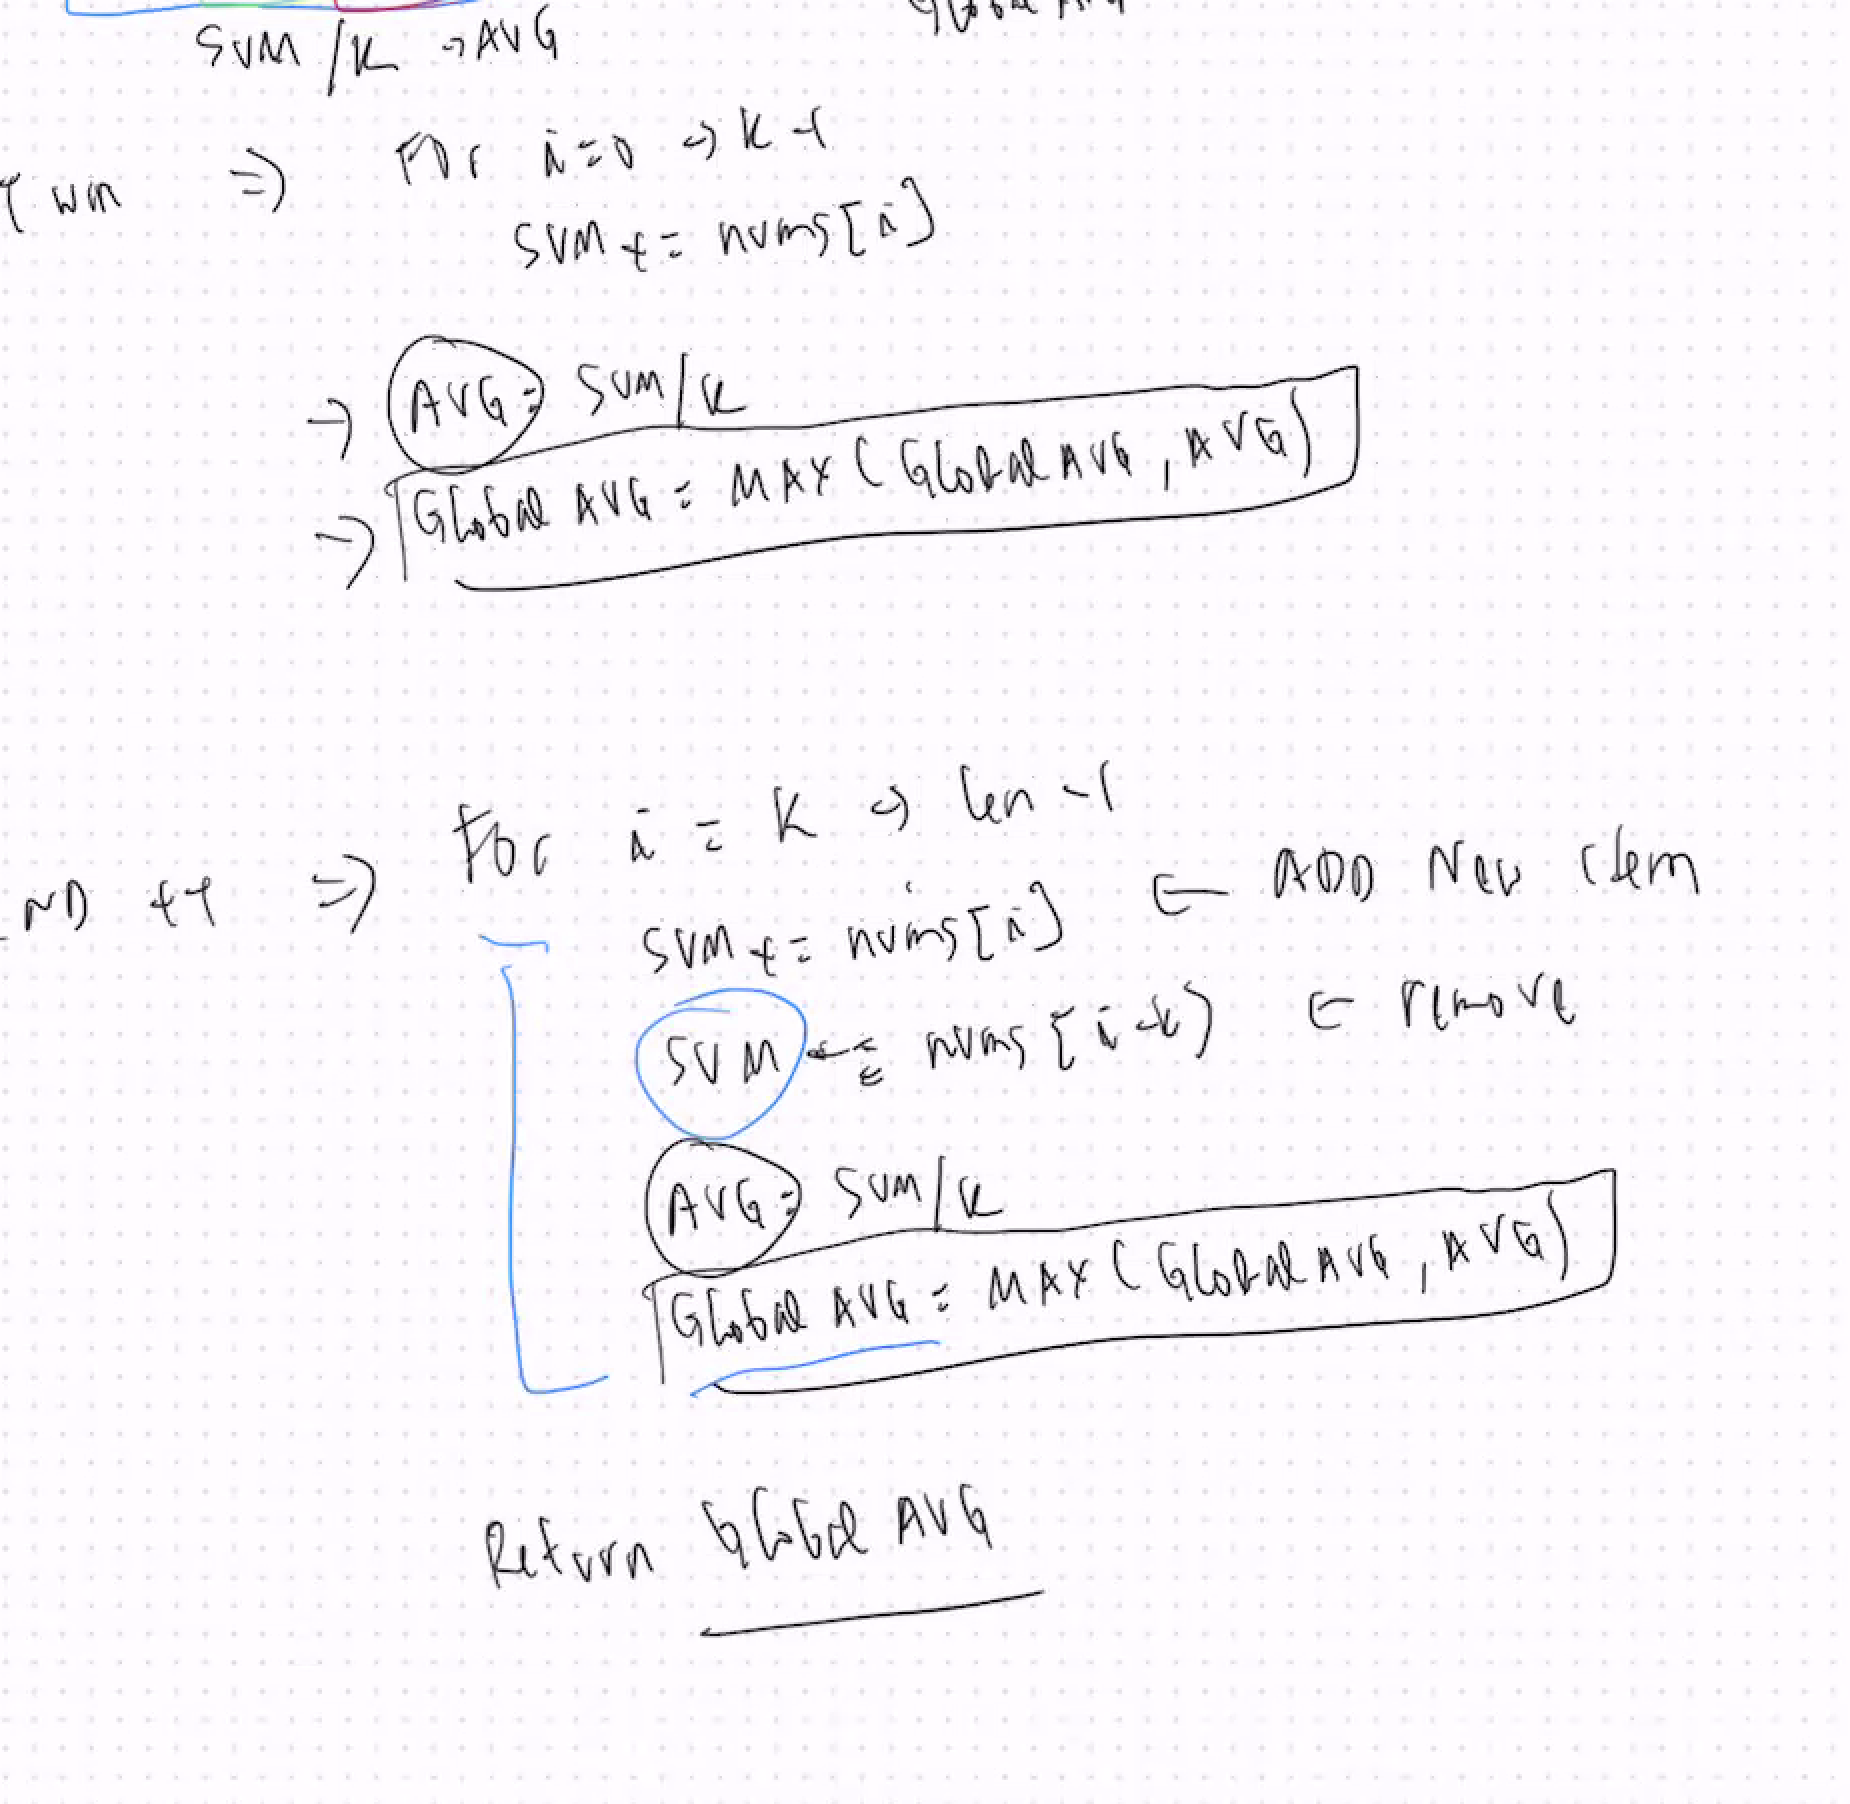 SUM / K → AVG
Global AVG
1 win ⇒ For i = 0 → K - 1
SUM += nums[i]
→ AVG = SUM / K
→ Global AVG = MAX ( Global AVG , AVG )
For i = K → len - 1
ND ++ ⇒
SUM += nums[i] ← ADD New elem
SUM -= nums[i-k] ← remove
AVG = SUM / K
Global AVG = MAX ( Global AVG , AVG )
Return Global AVG